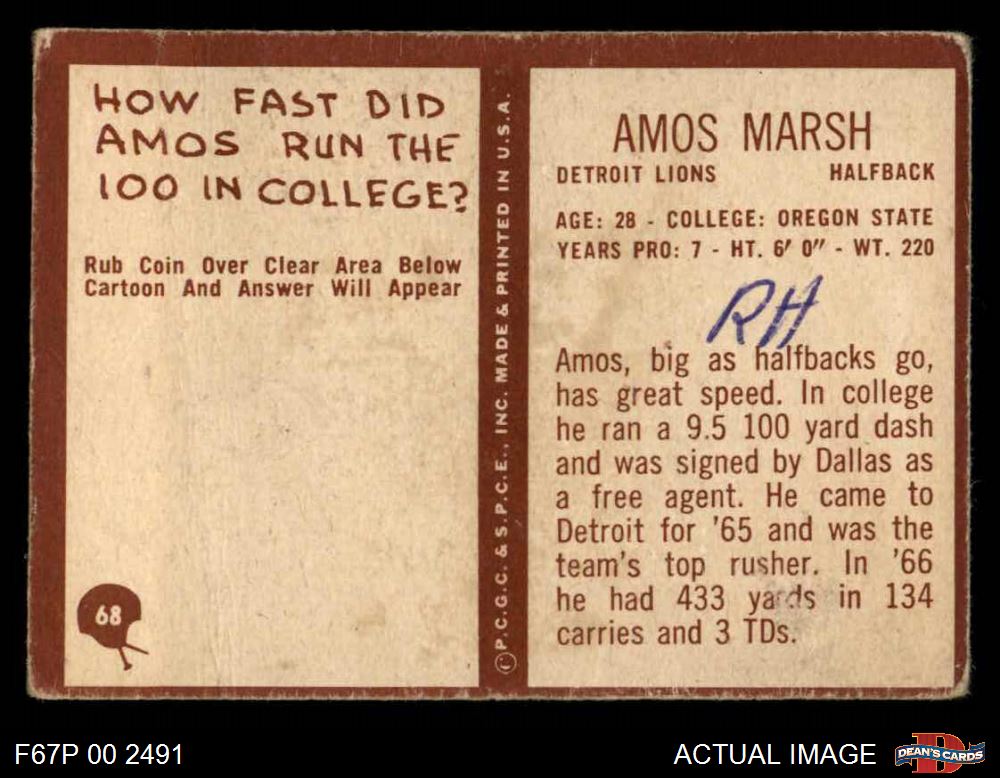 HOW FAST DID
AMOS RUN THE
100 IN COLLEGE?
Rub Coin Over Clear Area Below
Cartoon And Answer Will Appear
68
©P.C.G.C. & S.P.C.E., INC. MADE & PRINTED IN U.S.A.
AMOS MARSH
DETROIT LIONS HALFBACK
AGE: 28 - COLLEGE: OREGON STATE
YEARS PRO: 7 - HT. 6' 0" - WT. 220
RH
Amos, big as halfbacks go,
has great speed. In college
he ran a 9.5 100 yard dash
and was signed by Dallas as
a free agent. He came to
Detroit for '65 and was the
team's top rusher. In '66
he had 433 yards in 134
carries and 3 TDs.
F67P 00 2491
ACTUAL IMAGE
D
DEAN'S CARDS